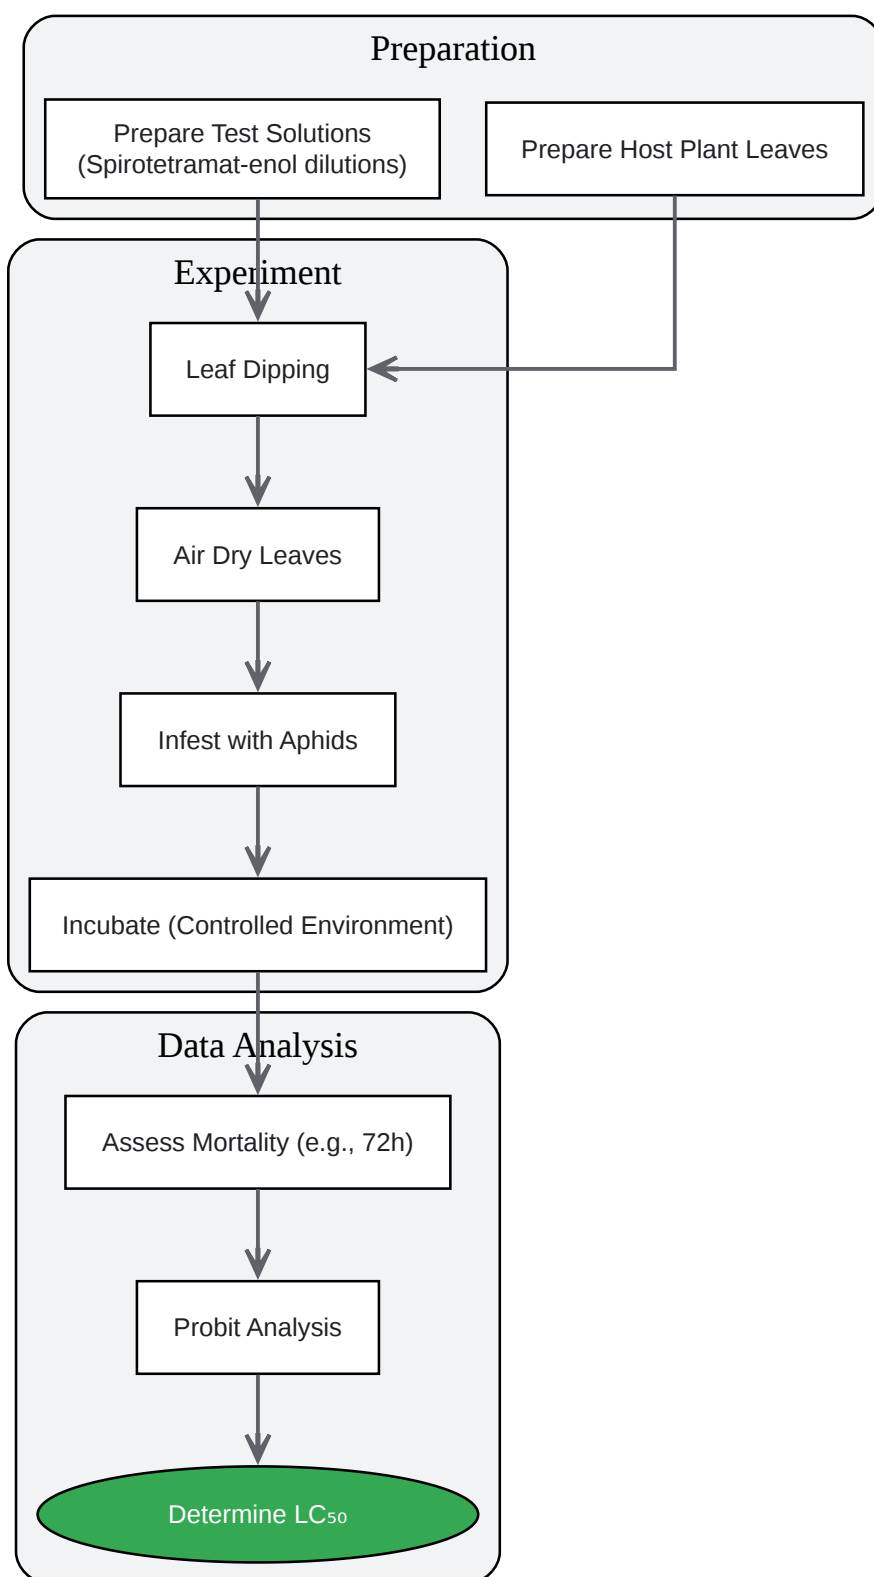 Preparation
Prepare Test Solutions
(Spirotetramat-enol dilutions)
Prepare Host Plant Leaves
Experiment
Leaf Dipping
Air Dry Leaves
Infest with Aphids
Incubate (Controlled Environment)
Data Analysis
Assess Mortality (e.g., 72h)
Probit Analysis
Determine LC₅₀